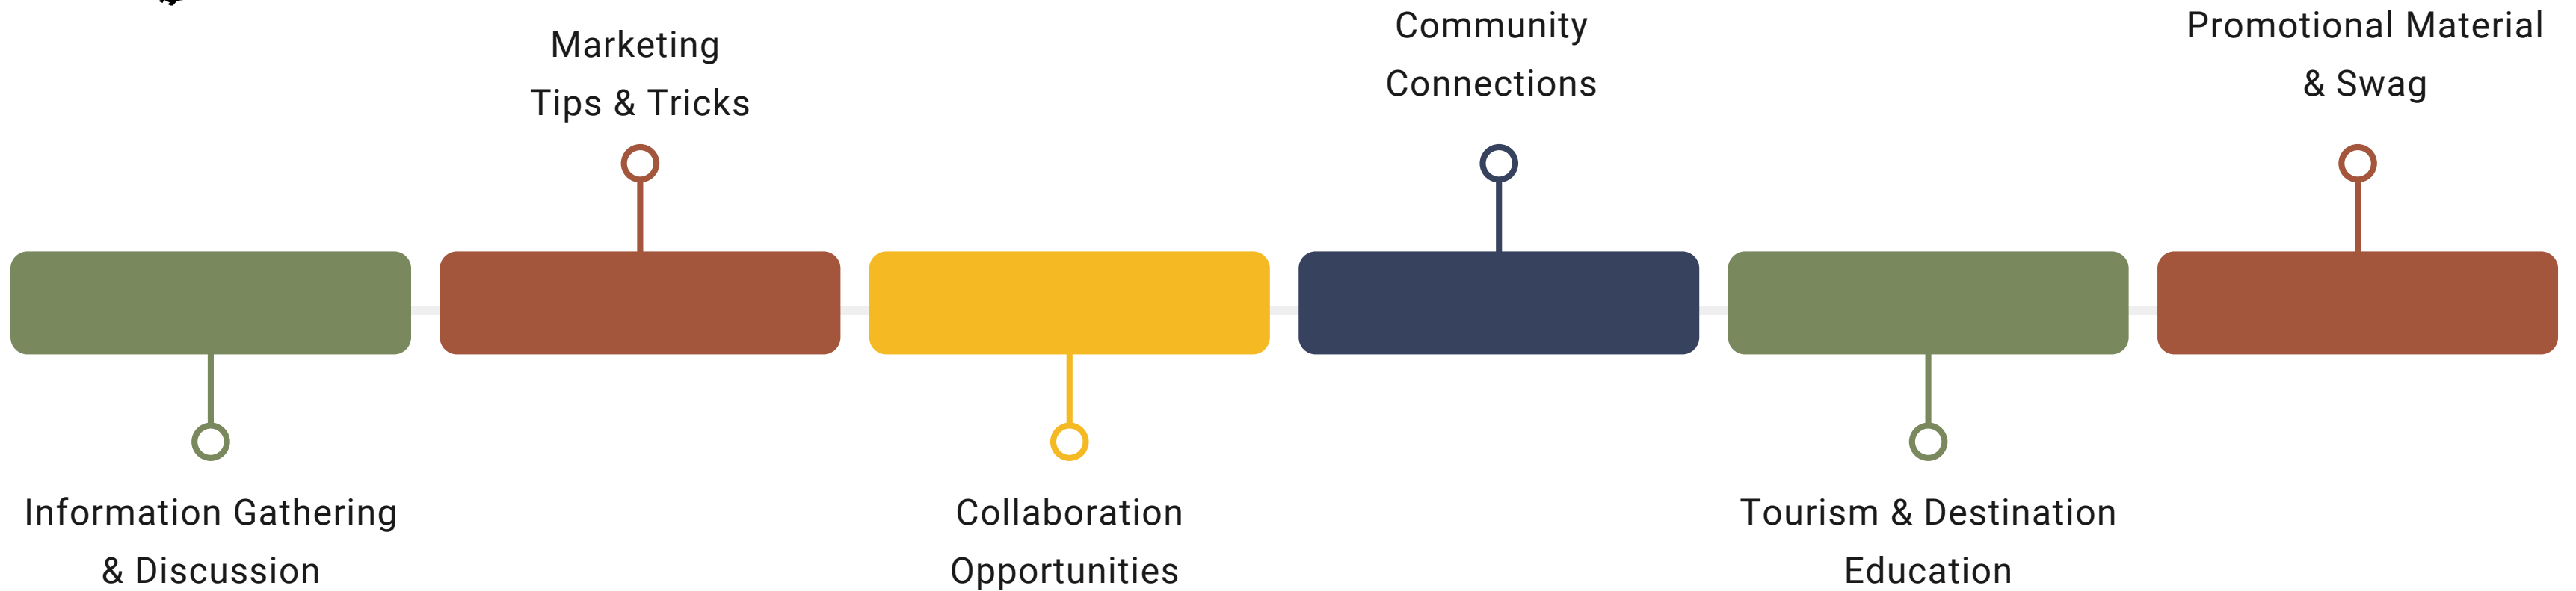 Information Gathering
& Discussion
Marketing
Tips & Tricks
Collaboration
Opportunities
Community
Connections
Tourism & Destination
Education
Promotional Material
& Swag